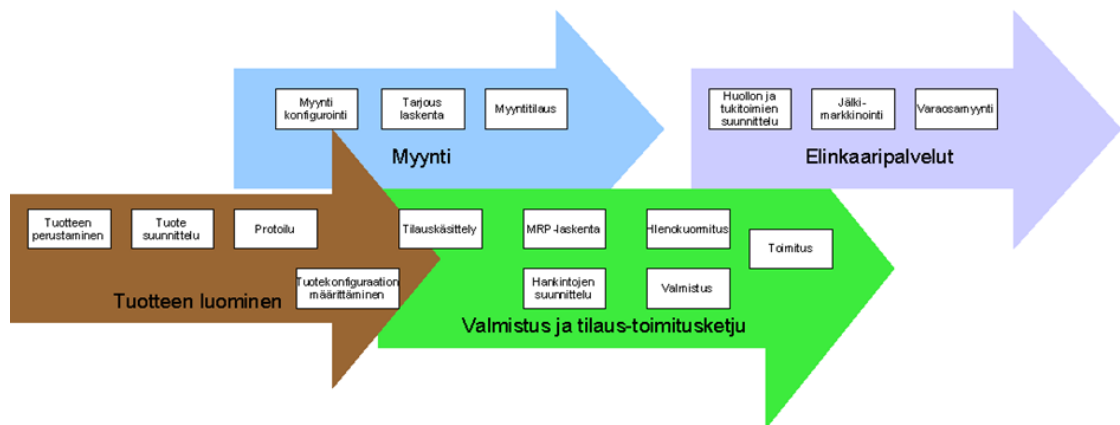 Myynti
konfigurointi
Tarjous
laskenta
Myyntitilaus
Myynti
Huollon ja
tukitoimien
suunnittelu
Jälki-
markkinointi
Varaosamyynti
Elinkaaripalvelut
Tuotteen
perustaminen
Tuote
suunnittelu
Protoilu
Tuotekonfiguraation
määrittäminen
Tuotteen luominen
Tilauskäsittely
MRP-laskenta
HIenokuormitus
Toimitus
Hankintojen
suunnittelu
Valmistus
Valmistus ja tilaus-toimitusketju